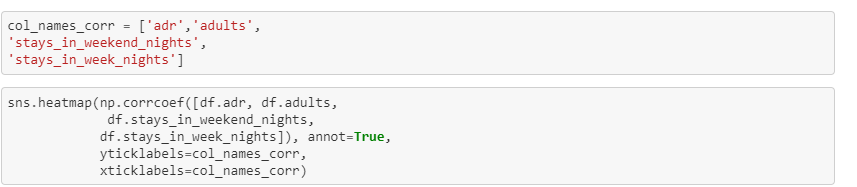 col_names_corr = ['adr','adults',
'stays_in_weekend_nights',
'stays_in_week_nights']
sns.heatmap(np.corrcoef([df.adr, df.adults,
df.stays_in_weekend_nights,
df.stays_in_week_nights]), annot=True,
yticklabels=col_names_corr,
xticklabels=col_names_corr)